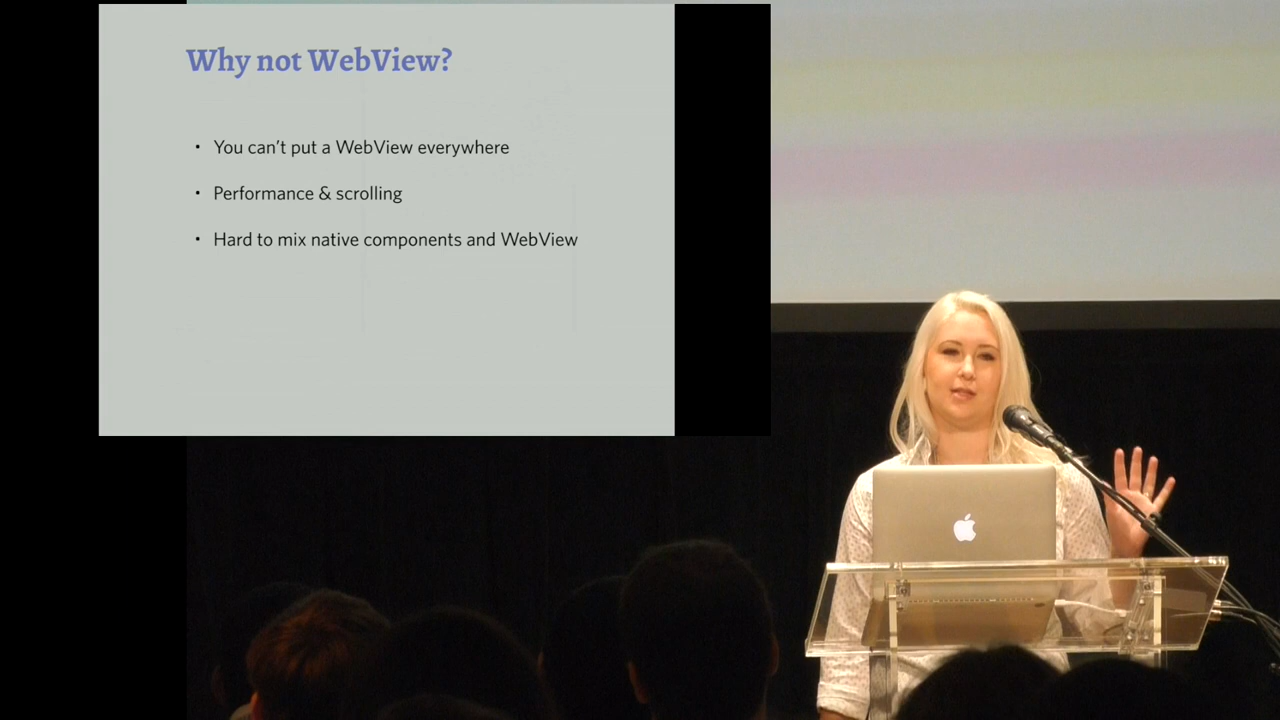 Why not WebView?
• You can't put a WebView everywhere
• Performance & scrolling
• Hard to mix native components and WebView